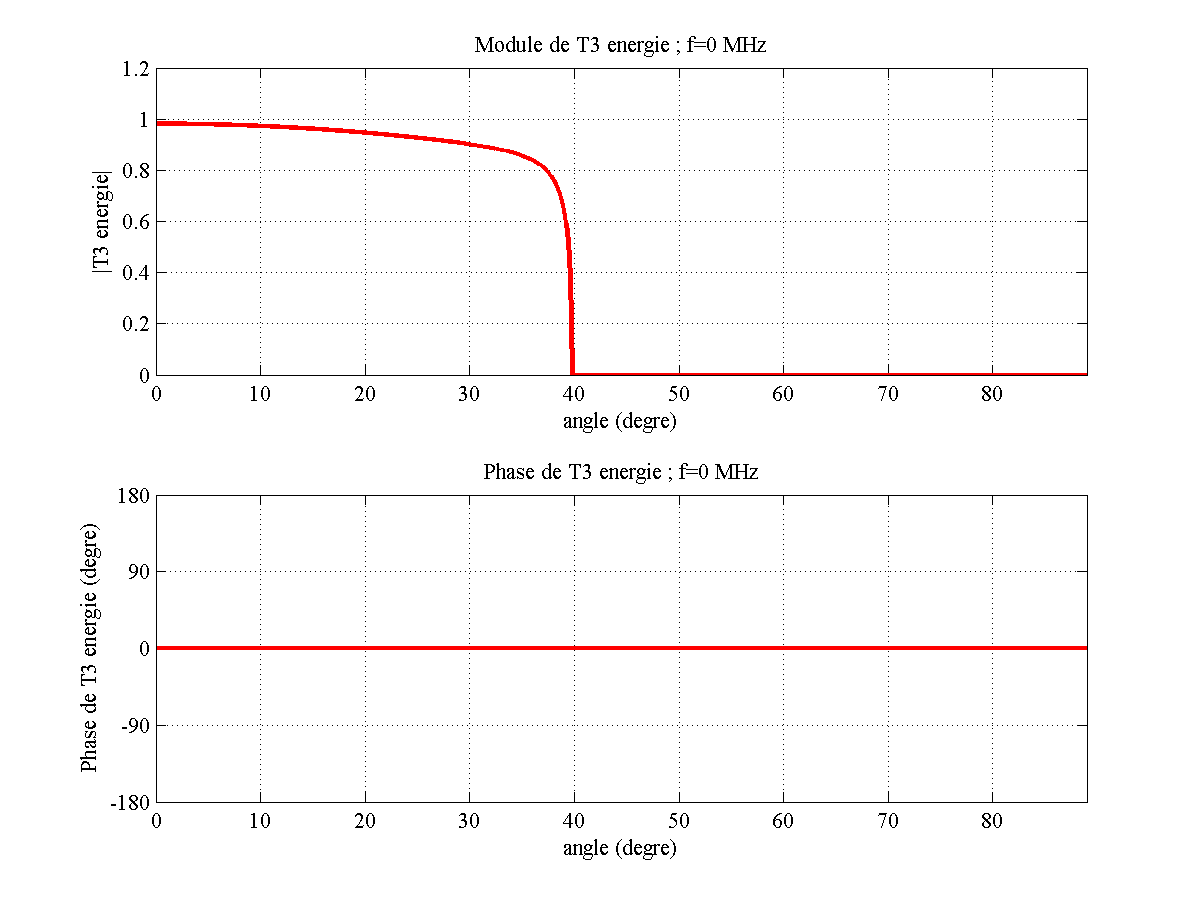 Module de T3 energie ; f=0 MHz
1.2
1
0.8
0.6
0.4
0.2
0
|T3 energie|
0 10 20 30 40 50 60 70 80
angle (degre)
Phase de T3 energie ; f=0 MHz
180
90
0
-90
-180
Phase de T3 energie (degre)
0 10 20 30 40 50 60 70 80
angle (degre)